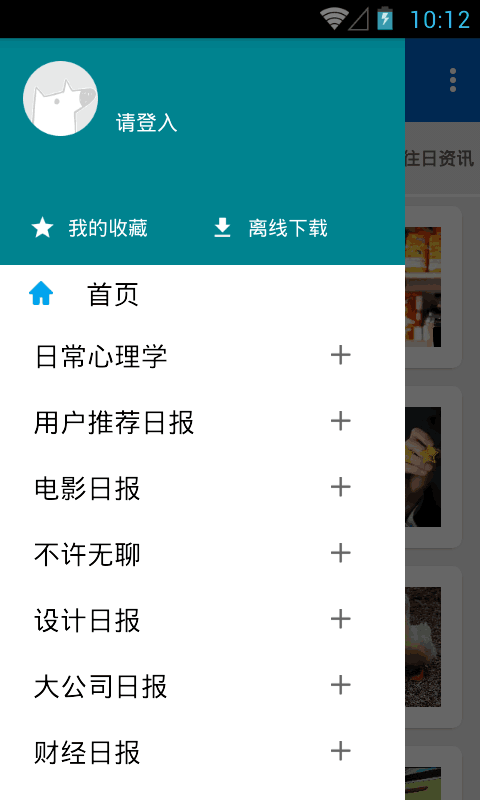 10:12
请登入
住日资讯
我的收藏 离线下载
首页
日常心理学
用户推荐日报
电影日报
不许无聊
设计日报
大公司日报
财经日报